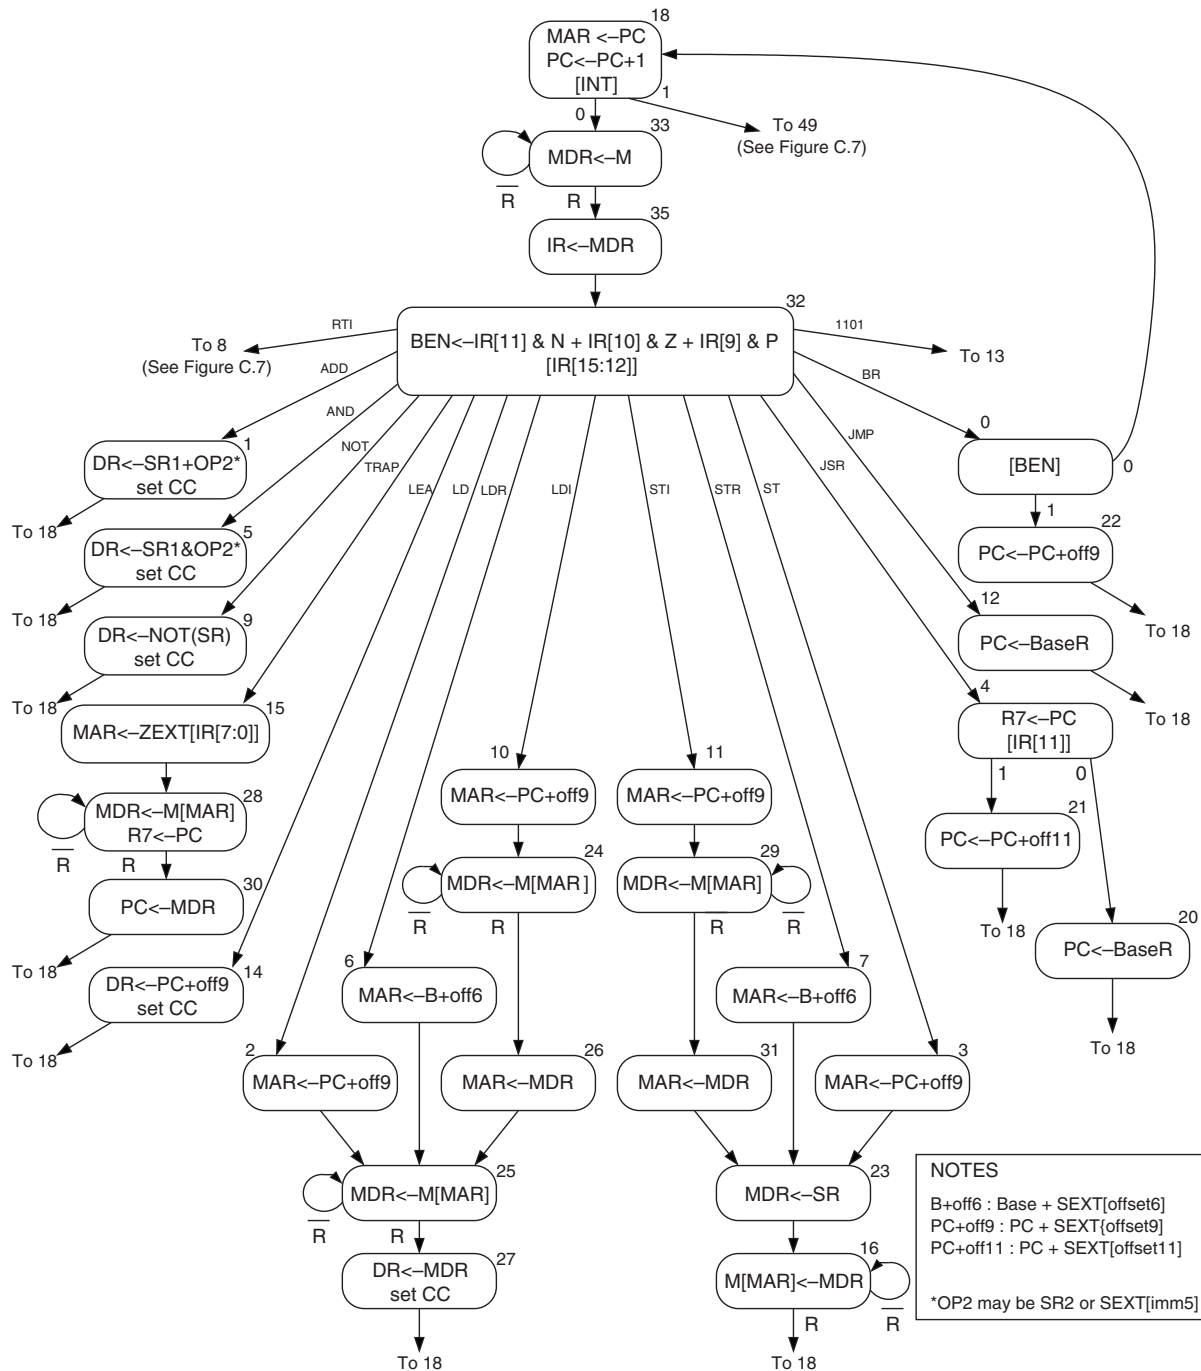 18
MAR <–PC
PC<–PC+1
[INT]
0
1
To 49
(See Figure C.7)
33
MDR<–M
R
R
35
IR<–MDR
32
BEN<–IR[11] & N + IR[10] & Z + IR[9] & P
[IR[15:12]]
RTI
To 8
(See Figure C.7)
1101
To 13
ADD
AND
NOT
TRAP
LEA
LD
LDR
LDI
STI
STR
ST
JSR
JMP
BR
1
DR<–SR1+OP2*
set CC
To 18
5
DR<–SR1&OP2*
set CC
To 18
9
DR<–NOT(SR)
set CC
To 18
15
MAR<–ZEXT[IR[7:0]]
28
MDR<–M[MAR]
R7<–PC
R
R
30
PC<–MDR
To 18
14
DR<–PC+off9
set CC
To 18
0
[BEN]
0
1
22
PC<–PC+off9
To 18
12
PC<–BaseR
To 18
4
R7<–PC
[IR[11]]
1
0
21
PC<–PC+off11
To 18
20
PC<–BaseR
To 18
10
MAR<–PC+off9
24
MDR<–M[MAR]
R
R
11
MAR<–PC+off9
29
MDR<–M[MAR]
R
R
6
MAR<–B+off6
7
MAR<–B+off6
2
MAR<–PC+off9
26
MAR<–MDR
31
MAR<–MDR
3
MAR<–PC+off9
25
MDR<–M[MAR]
R
R
27
DR<–MDR
set CC
To 18
23
MDR<–SR
16
M[MAR]<–MDR
R
R
To 18
NOTES
B+off6 : Base + SEXT[offset6]
PC+off9 : PC + SEXT{offset9]
PC+off11 : PC + SEXT[offset11]
*OP2 may be SR2 or SEXT[imm5]